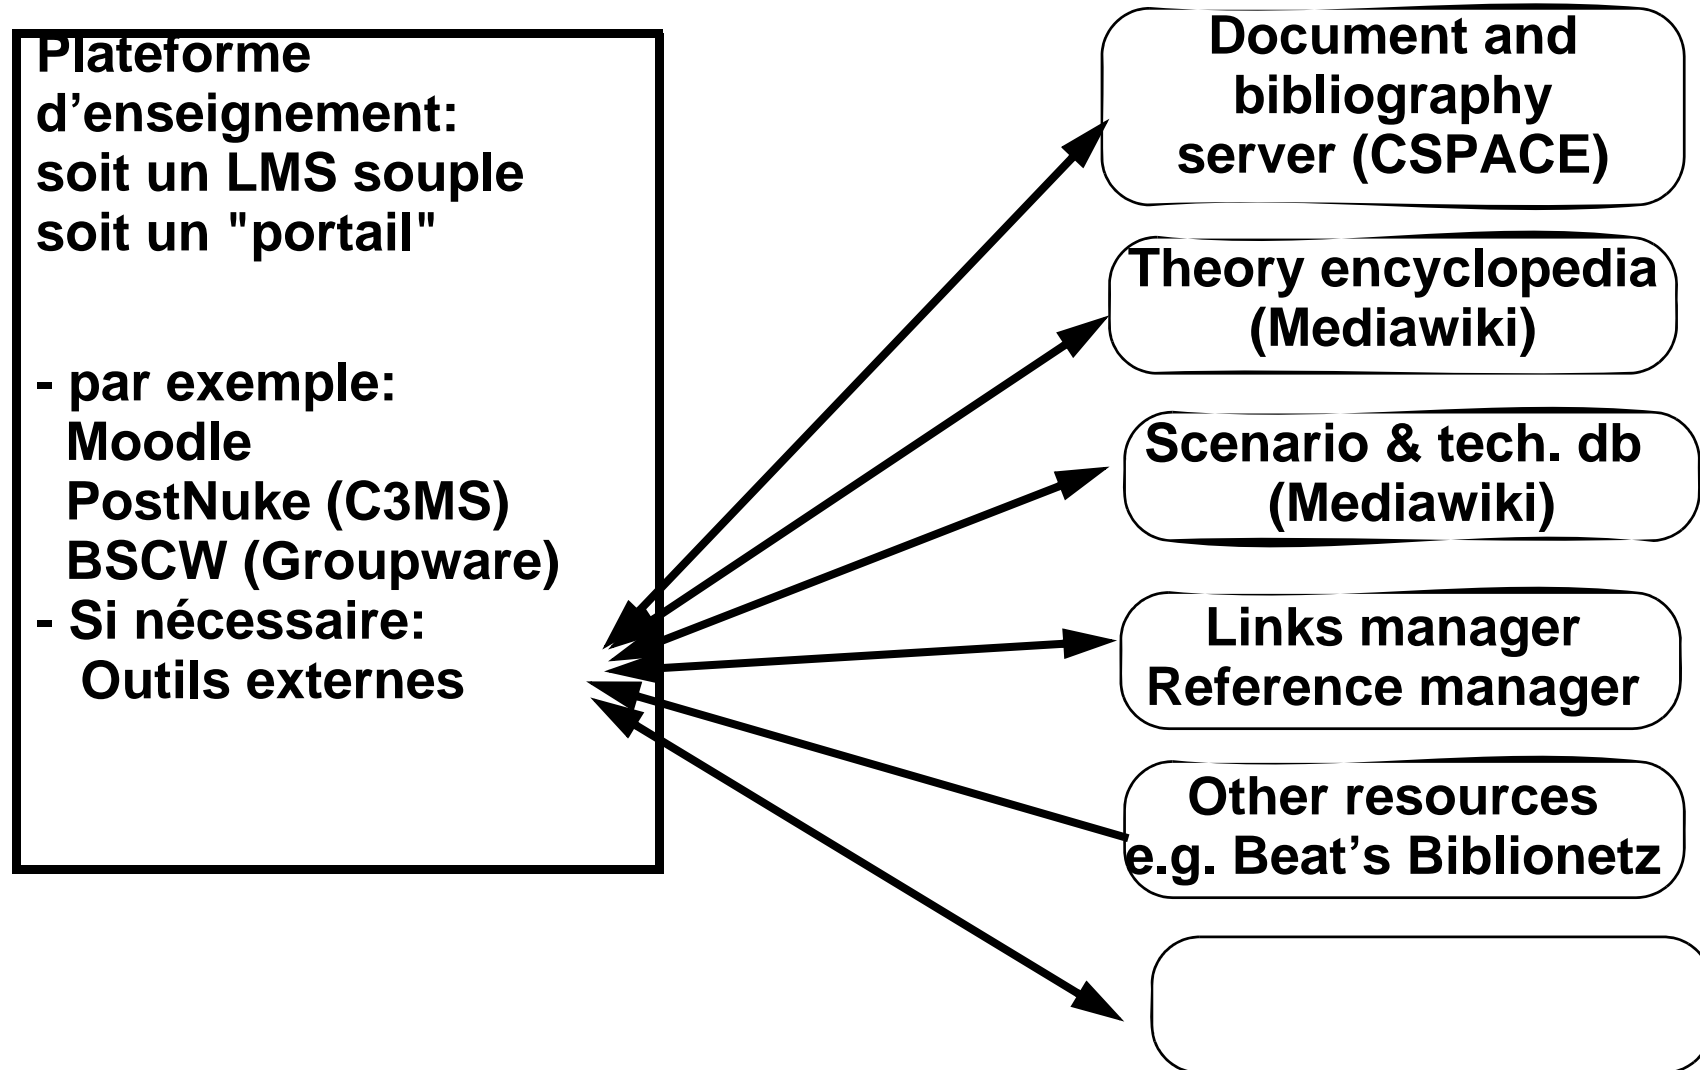 Plateforme
d’enseignement:
soit un LMS souple
soit un "portail"
- par exemple:
Moodle
PostNuke (C3MS)
BSCW (Groupware)
- Si nécessaire:
Outils externes
Document and
bibliography
server (CSPACE)
Theory encyclopedia
(Mediawiki)
Scenario & tech. db
(Mediawiki)
Links manager
Reference manager
Other resources
e.g. Beat’s Biblionetz